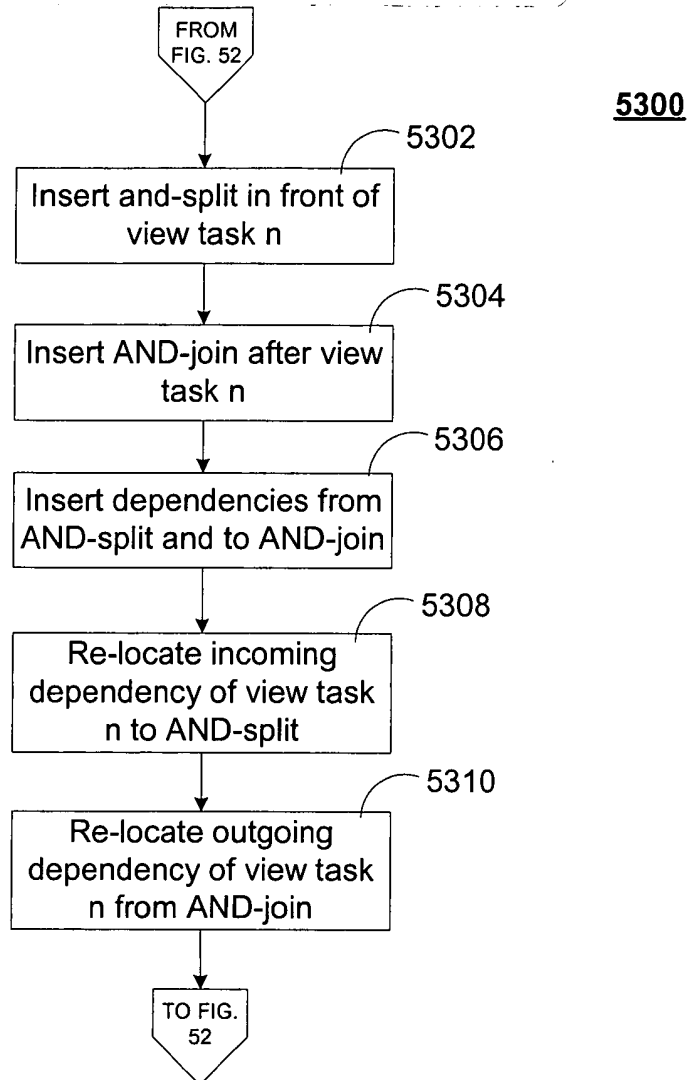 FROM
FIG. 52
5300
5302
Insert and-split in front of
view task n
5304
Insert AND-join after view
task n
5306
Insert dependencies from
AND-split and to AND-join
5308
Re-locate incoming
dependency of view task
n to AND-split
5310
Re-locate outgoing
dependency of view task
n from AND-join
TO FIG.
52